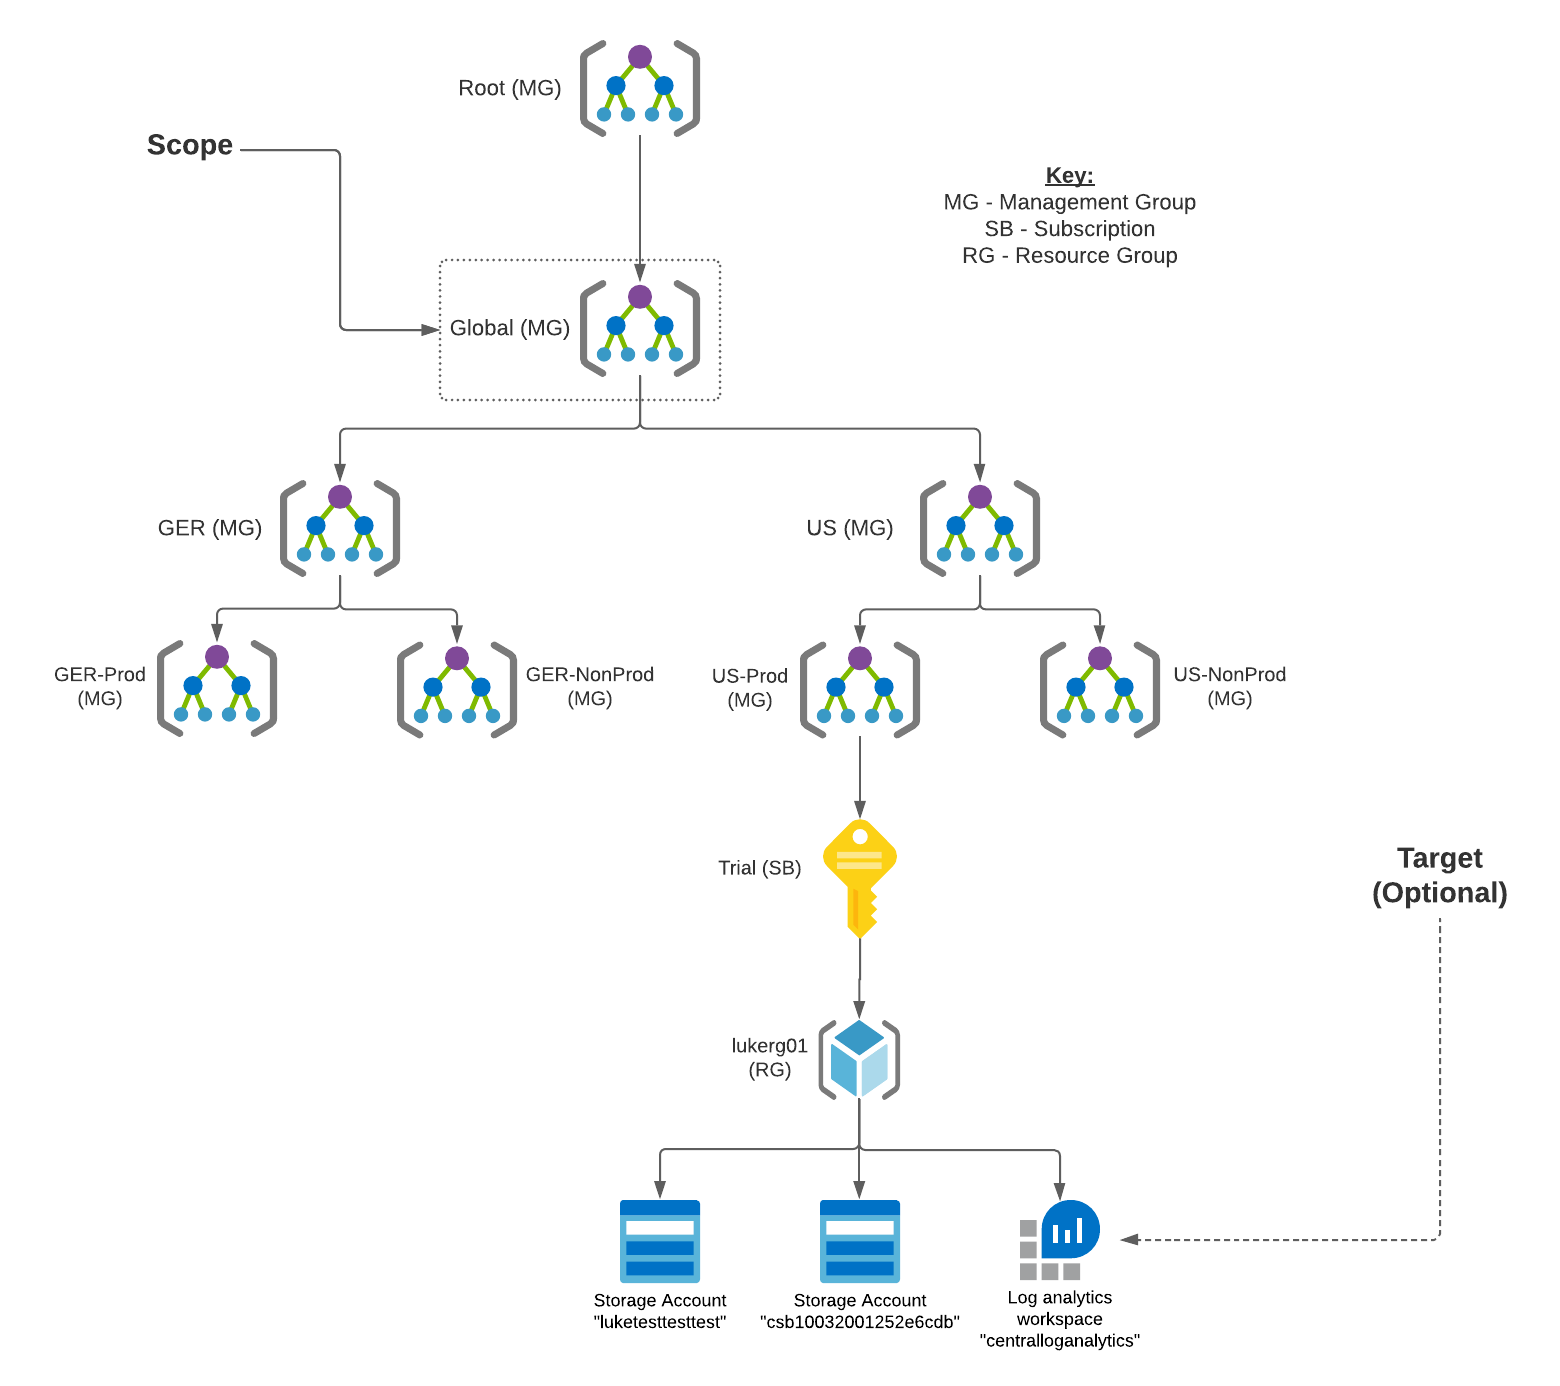 Root (MG)
Scope
Key:
MG - Management Group
SB - Subscription
RG - Resource Group
Global (MG)
GER (MG)
US (MG)
GER-Prod
(MG)
GER-NonProd
(MG)
US-Prod
(MG)
US-NonProd
(MG)
Trial (SB)
Target
(Optional)
lukerg01
(RG)
Storage Account
"luketesttesttest"
Storage Account
"csb10032001252e6cdb"
Log analytics
workspace
"centralloganalytics"